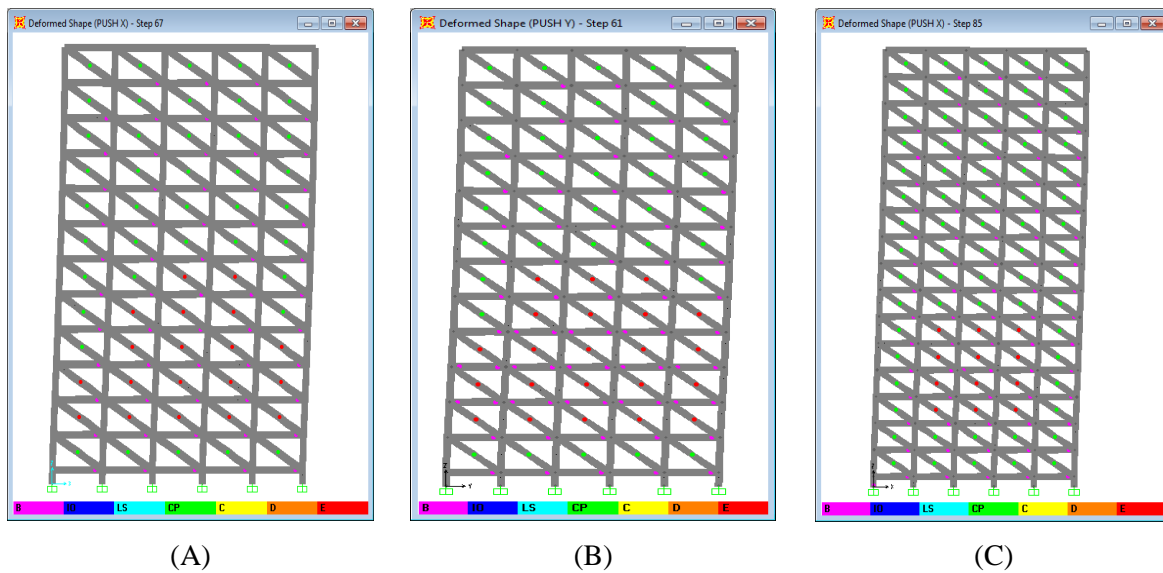 Deformed Shape (PUSH X) - Step 67
Deformed Shape (PUSH Y) - Step 61
Deformed Shape (PUSH X) - Step 85
Z
X
Z
Y
Z
X
B IO LS CP C D E
B IO LS CP C D E
B IO LS CP C D E
(A)
(B)
(C)